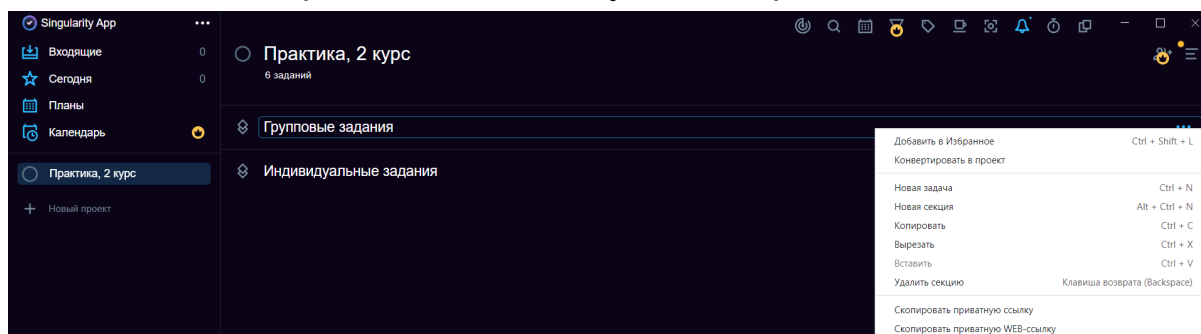 Singularity App
Входящие 0
Сегодня 0
Планы
Календарь
Практика, 2 курс
Новый проект
Практика, 2 курс
6 заданий
Групповые задания
Индивидуальные задания
Добавить в Избранное Ctrl + Shift + L
Конвертировать в проект
Новая задача Ctrl + N
Новая секция Alt + Ctrl + N
Копировать Ctrl + C
Вырезать Ctrl + X
Вставить Ctrl + V
Удалить секцию Клавиша возврата (Backspace)
Скопировать приватную ссылку
Скопировать приватную WEB-ссылку